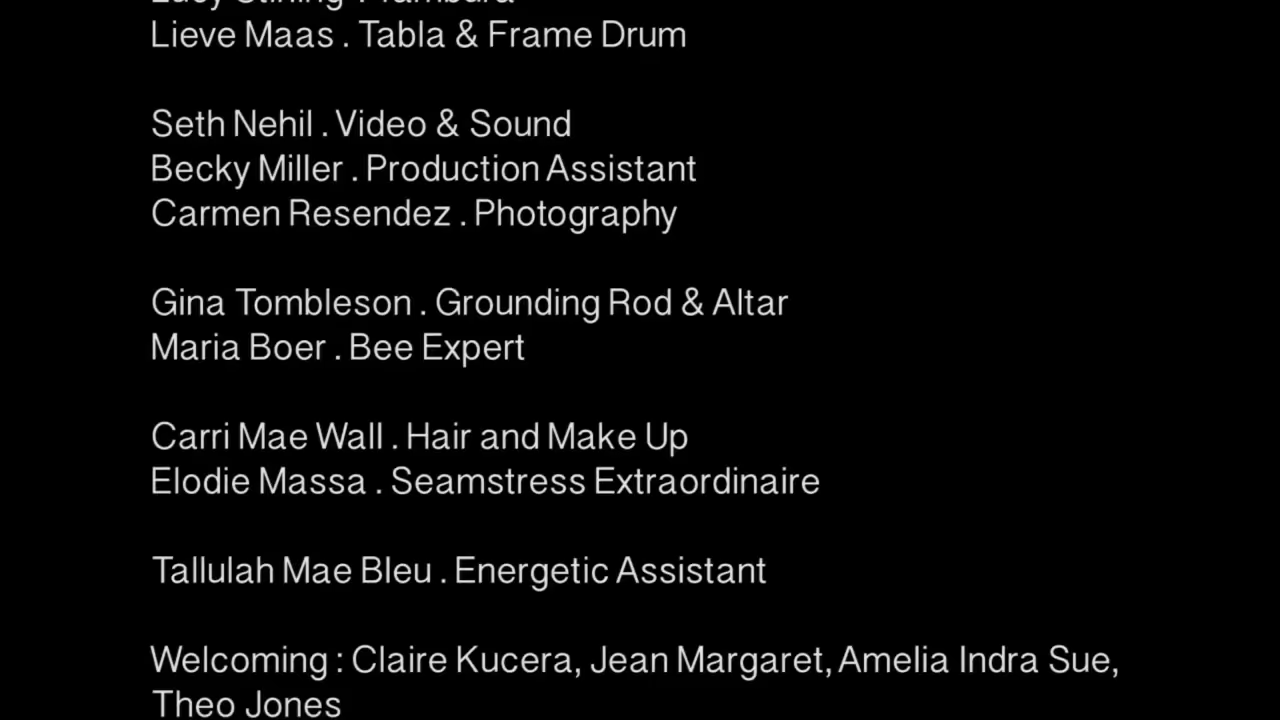 Lieve Maas . Tabla & Frame Drum
Seth Nehil . Video & Sound
Becky Miller . Production Assistant
Carmen Resendez . Photography
Gina Tombleson . Grounding Rod & Altar
Maria Boer . Bee Expert
Carri Mae Wall . Hair and Make Up
Elodie Massa . Seamstress Extraordinaire
Tallulah Mae Bleu . Energetic Assistant
Welcoming : Claire Kucera, Jean Margaret, Amelia Indra Sue,
Theo Jones